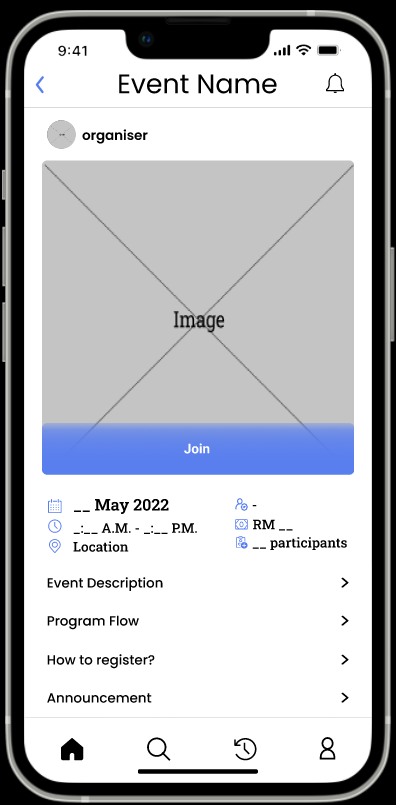 9:41
Event Name
organiser
Image
Join
__ May 2022
-
_:__ A.M. - _:__ P.M.
RM __
Location
__ participants
Event Description
Program Flow
How to register?
Announcement